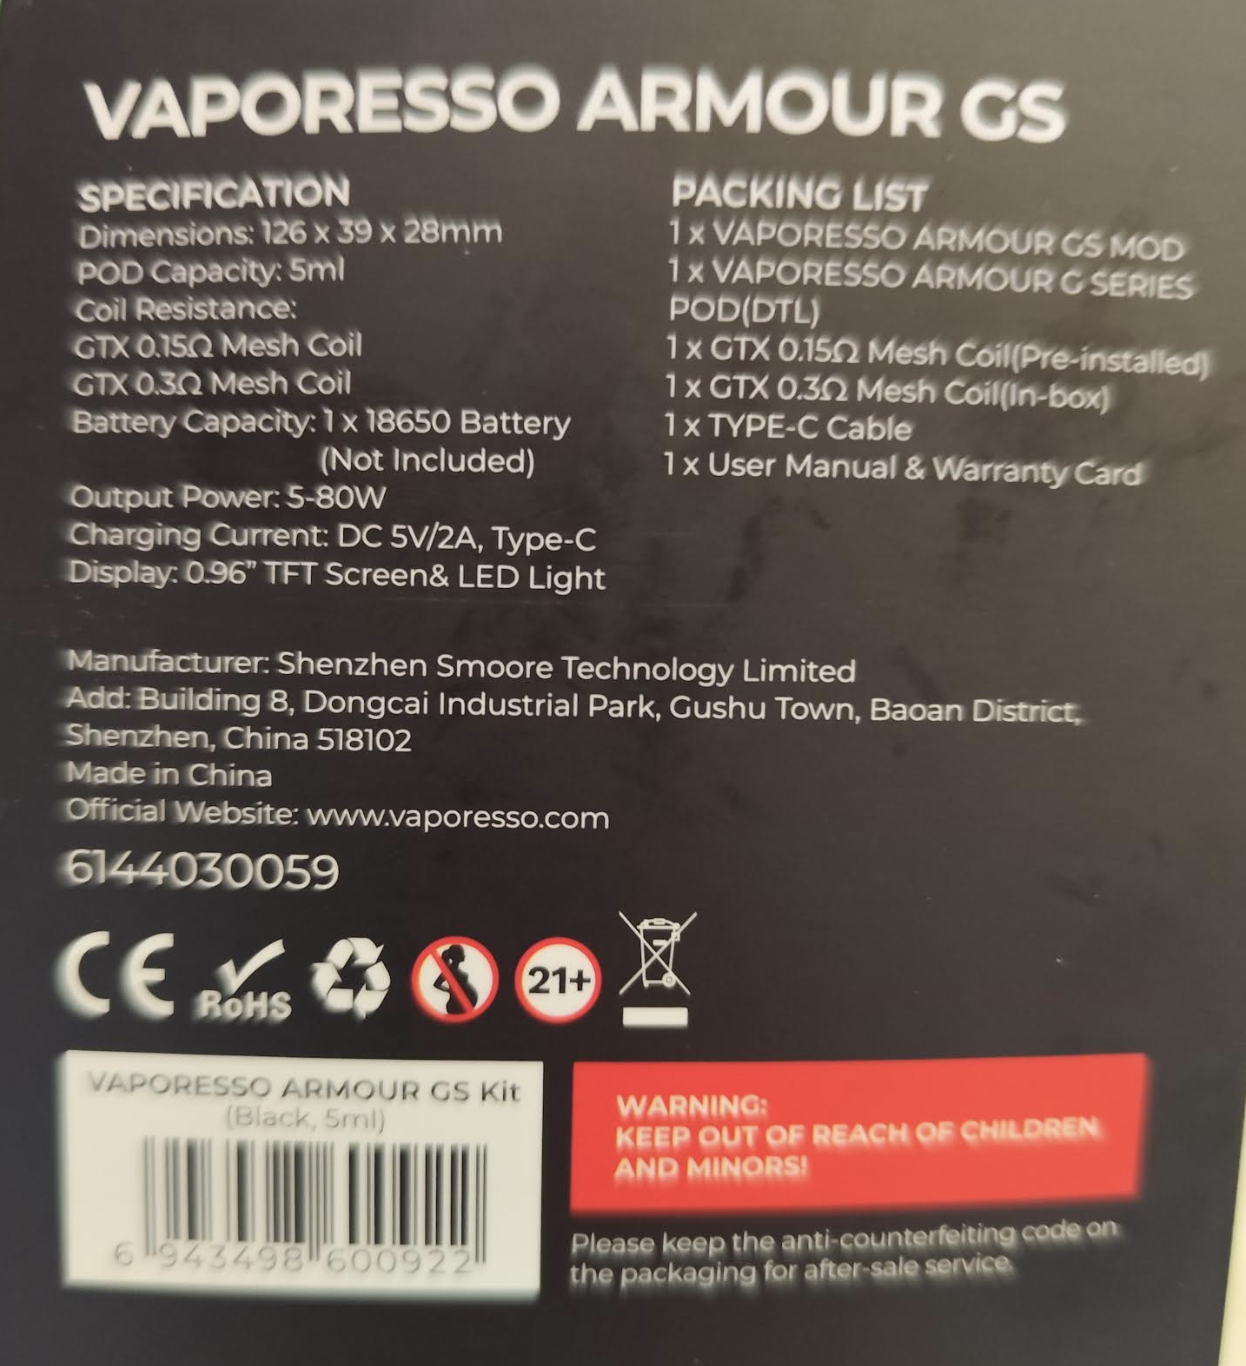 VAPORESSO ARMOUR GS
SPECIFICATION
Dimensions: 126 x 39 x 28mm
POD Capacity: 5ml
Coil Resistance:
GTX 0.15Ω Mesh Coil
GTX 0.3Ω Mesh Coil
Battery Capacity: 1 x 18650 Battery
(Not Included)
Output Power: 5-80W
Charging Current: DC 5V/2A, Type-C
Display: 0.96" TFT Screen& LED Light
PACKING LIST
1 x VAPORESSO ARMOUR GS MOD
1 x VAPORESSO ARMOUR G SERIES
POD(DTL)
1 x GTX 0.15Ω Mesh Coil(Pre-installed)
1 x GTX 0.3Ω Mesh Coil(In-box)
1 x TYPE-C Cable
1 x User Manual & Warranty Card
Manufacturer: Shenzhen Smoore Technology Limited
Add: Building 8, Dongcai Industrial Park, Gushu Town, Baoan District,
Shenzhen, China 518102
Made in China
Official Website: www.vaporesso.com
6144030059
CE
RoHS
21+
VAPORESSO ARMOUR GS Kit
(Black, 5ml)
6 943498 600922
WARNING:
KEEP OUT OF REACH OF CHILDREN
AND MINORS!
Please keep the anti-counterfeiting code on
the packaging for after-sale service.